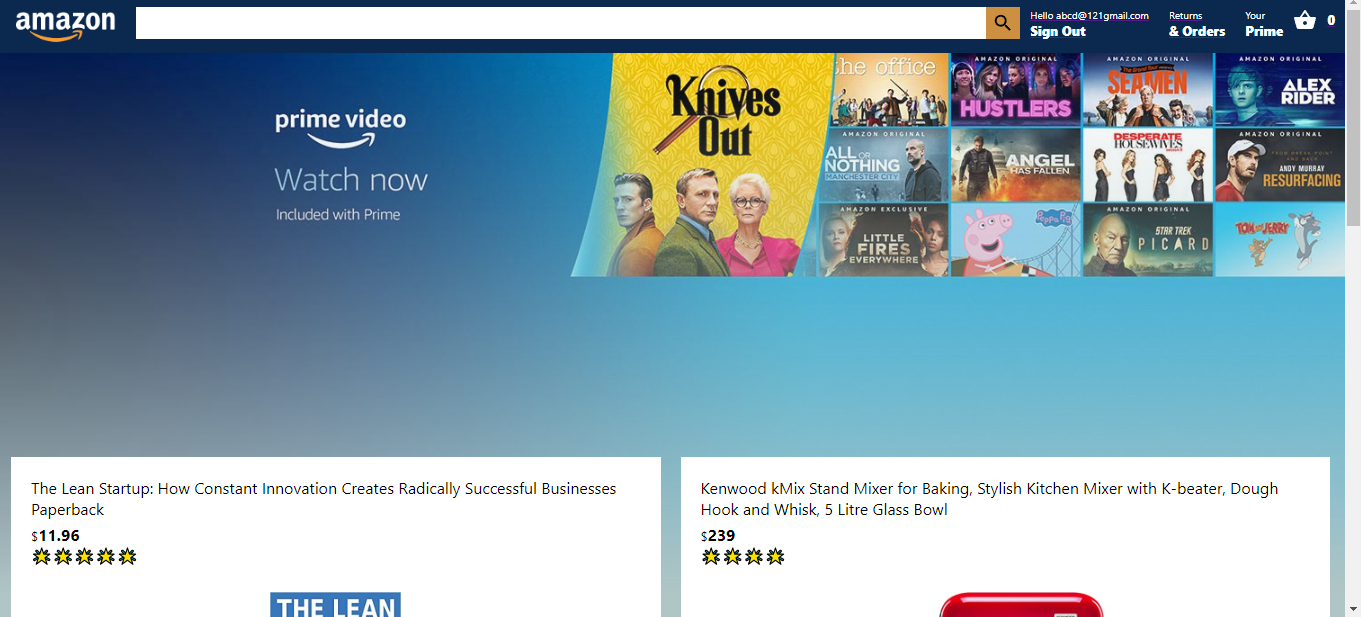 amazon
Hello abcd@121gmail.com
Sign Out
Returns
& Orders
Your
Prime
0
prime video
Watch now
Included with Prime
Knives
Out
the office
AMAZON ORIGINAL
HUSTLERS
AMAZON ORIGINAL
SEAMEN
AMAZON ORIGINAL
ALEX
RIDER
AMAZON ORIGINAL
ALL OR
NOTHING
MANCHESTER CITY
ANGEL
HAS FALLEN
DESPERATE
HOUSEWIVES
AMAZON ORIGINAL
ANDY MURRAY
RESURFACING
AMAZON EXCLUSIVE
LITTLE
FIRES
EVERYWHERE
Peppa Pig
AMAZON ORIGINAL
STAR TREK
PICARD
TOM AND JERRY
The Lean Startup: How Constant Innovation Creates Radically Successful Businesses
Paperback
$11.96
THE LEAN
Kenwood kMix Stand Mixer for Baking, Stylish Kitchen Mixer with K-beater, Dough
Hook and Whisk, 5 Litre Glass Bowl
$239